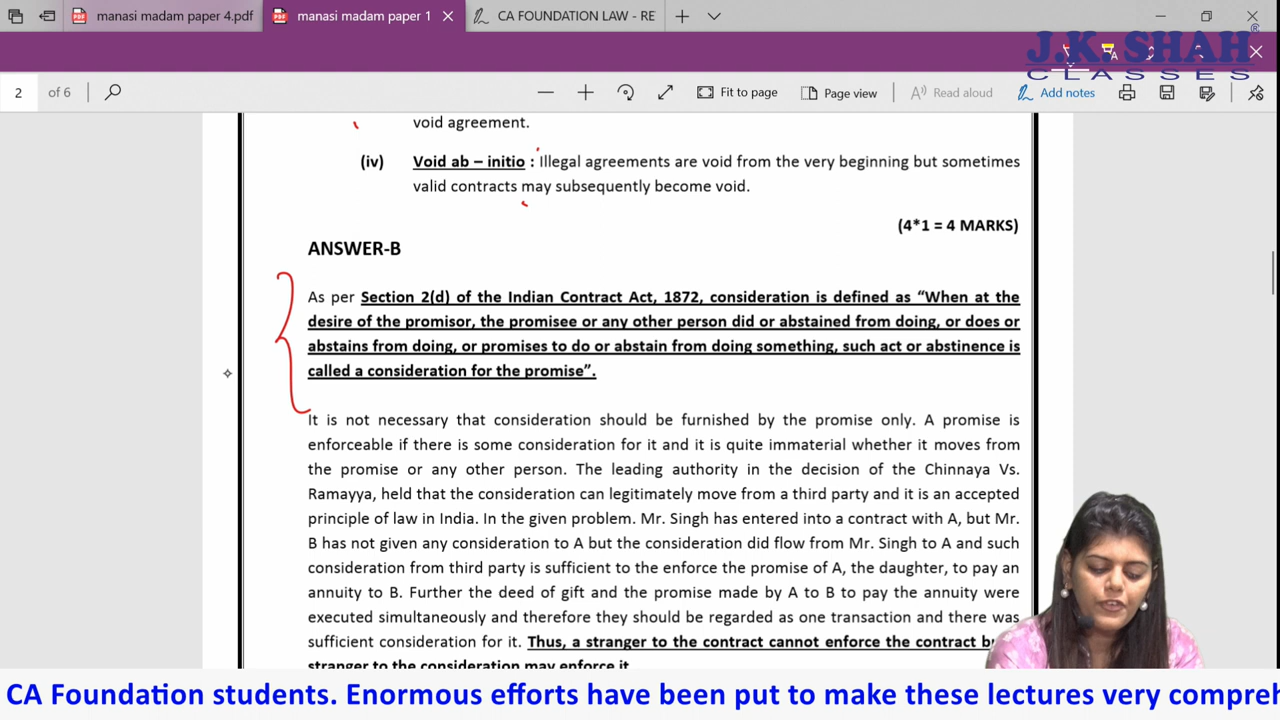 manasi madam paper 4.pdf
manasi madam paper 1
CA FOUNDATION LAW - RE
J.K. SHAH®
CLASSES
2 of 6
Fit to page
Page view
Read aloud
Add notes
void agreement.
(iv) Void ab – initio : Illegal agreements are void from the very beginning but sometimes
valid contracts may subsequently become void.
(4*1 = 4 MARKS)
ANSWER-B
As per Section 2(d) of the Indian Contract Act, 1872, consideration is defined as “When at the
desire of the promisor, the promisee or any other person did or abstained from doing, or does or
abstains from doing, or promises to do or abstain from doing something, such act or abstinence is
called a consideration for the promise”.
It is not necessary that consideration should be furnished by the promise only. A promise is
enforceable if there is some consideration for it and it is quite immaterial whether it moves from
the promise or any other person. The leading authority in the decision of the Chinnaya Vs.
Ramayya, held that the consideration can legitimately move from a third party and it is an accepted
principle of law in India. In the given problem. Mr. Singh has entered into a contract with A, but Mr.
B has not given any consideration to A but the consideration did flow from Mr. Singh to A and such
consideration from third party is sufficient to the enforce the promise of A, the daughter, to pay an
annuity to B. Further the deed of gift and the promise made by A to B to pay the annuity were
executed simultaneously and therefore they should be regarded as one transaction and there was
sufficient consideration for it. Thus, a stranger to the contract cannot enforce the contract
stranger to the consideration may enforce it.
CA Foundation students. Enormous efforts have been put to make these lectures very compreh